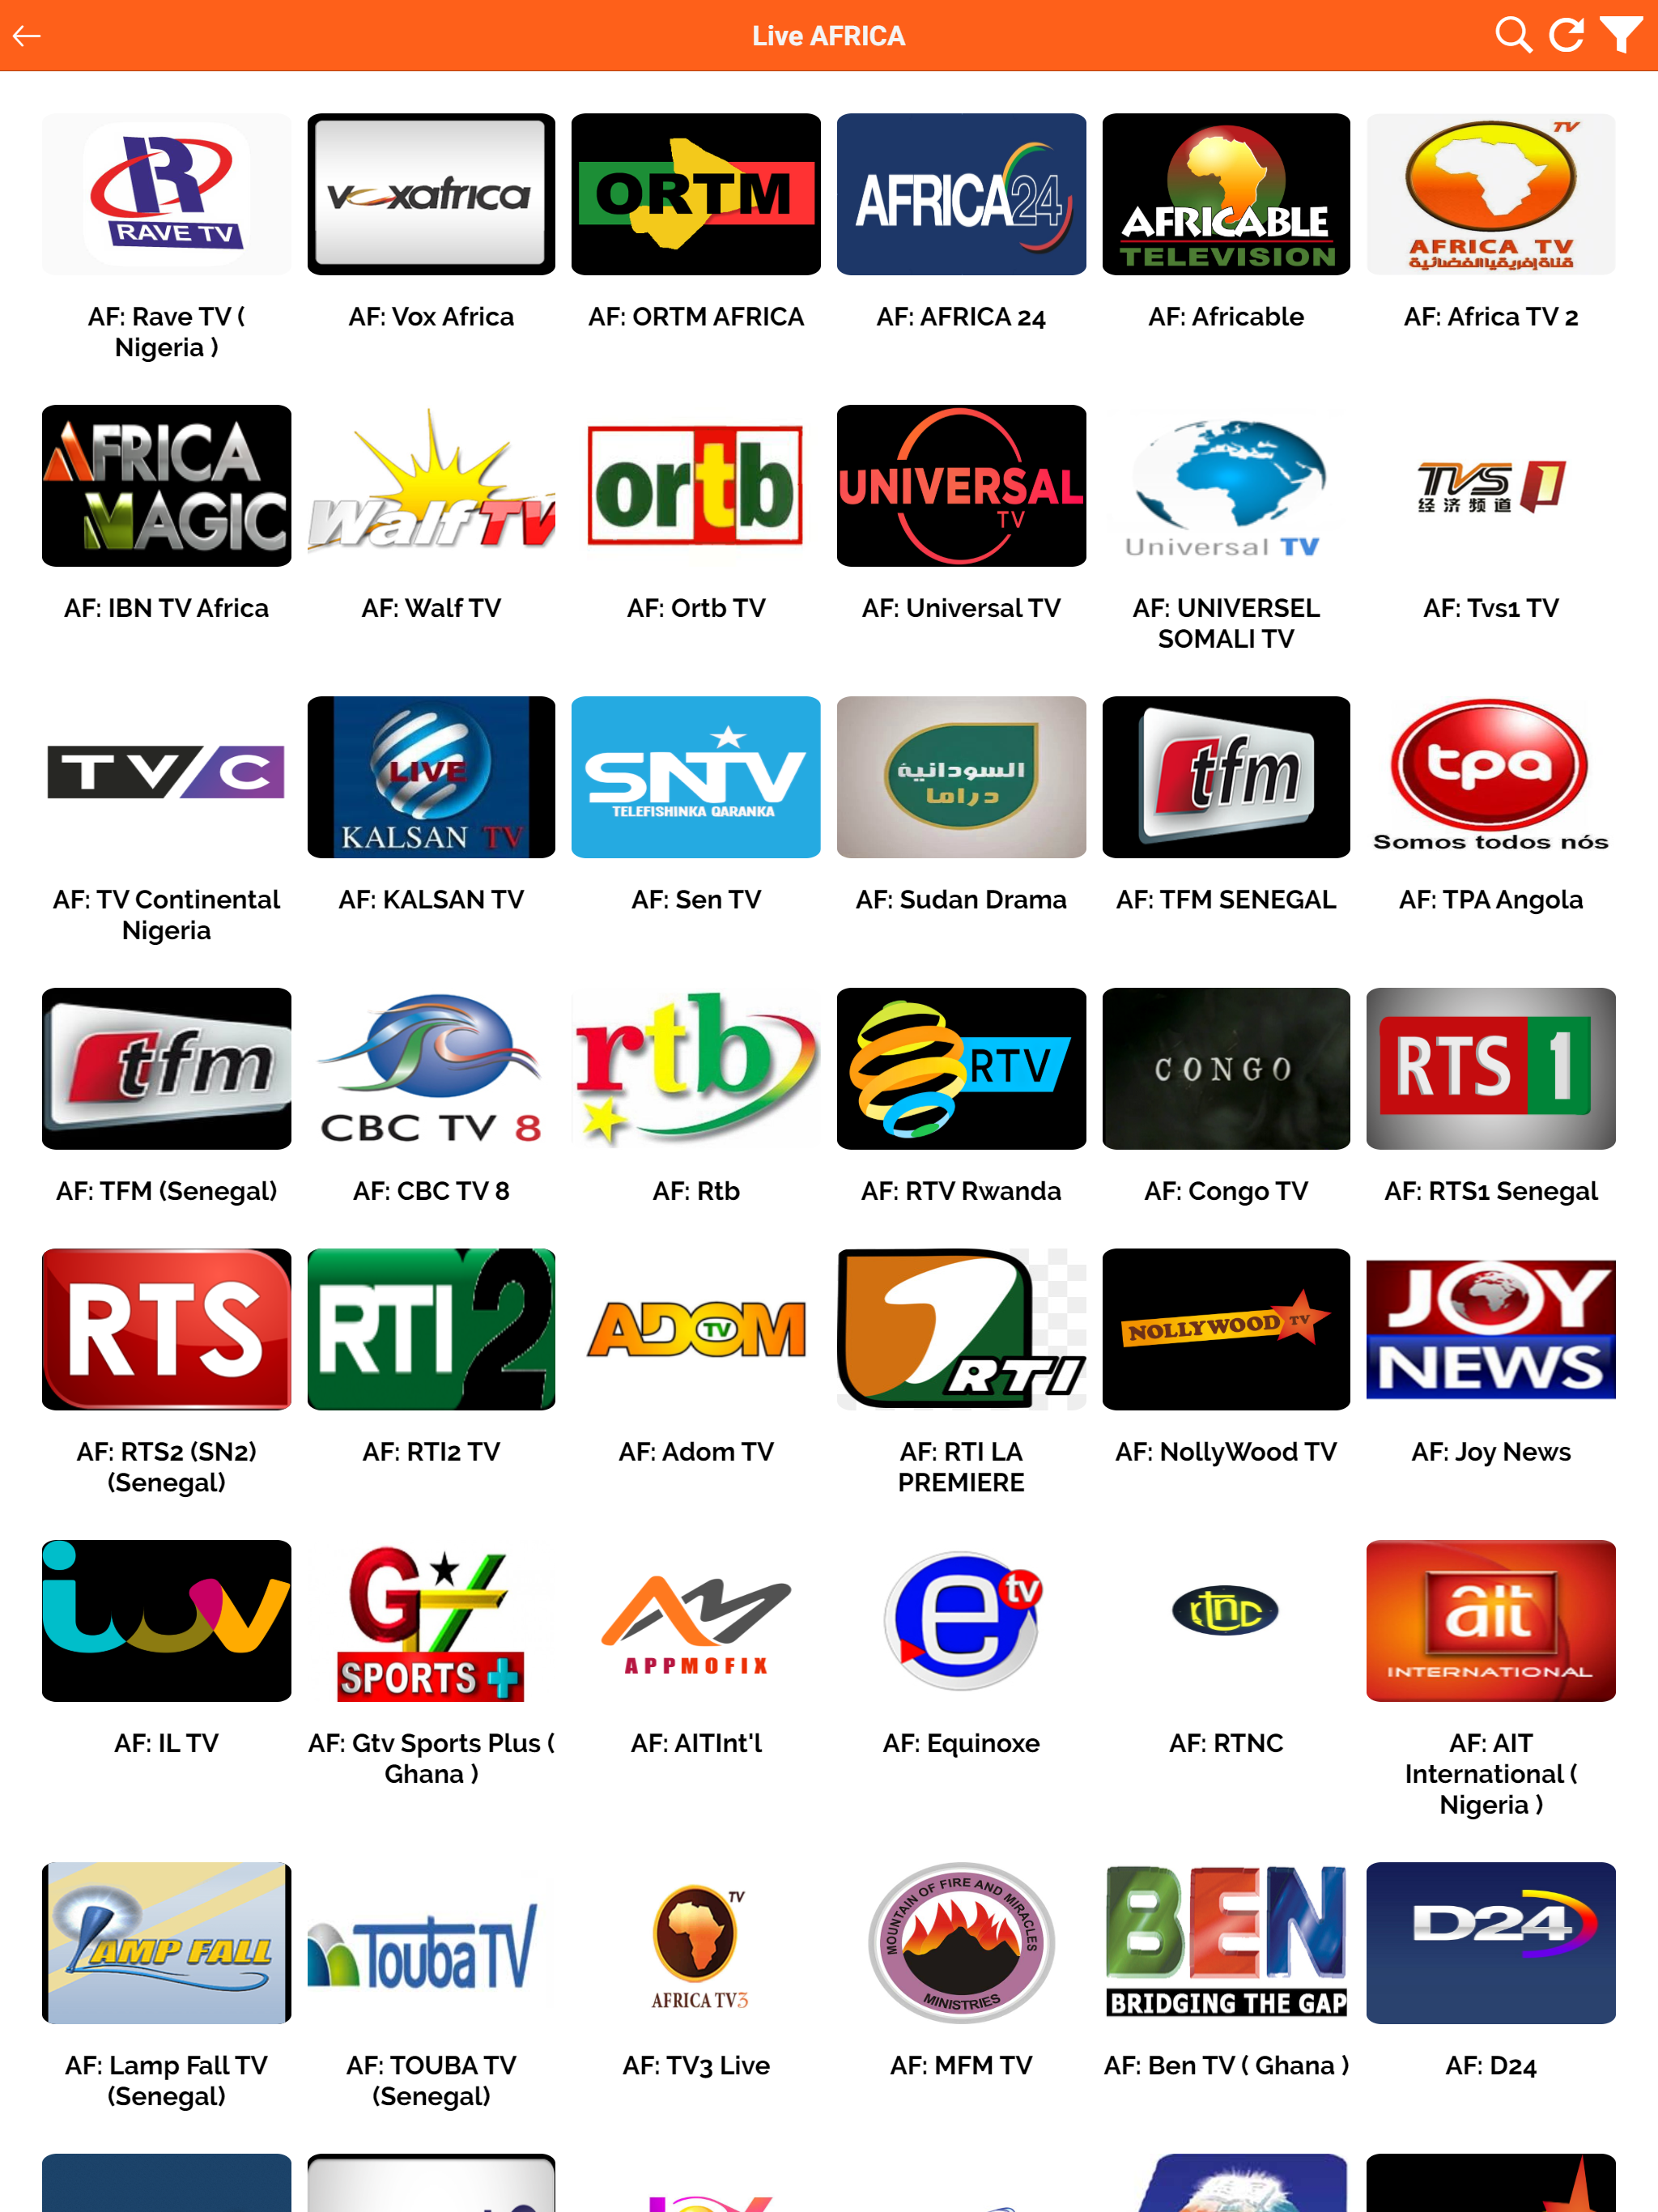 Live AFRICA
RAVE TV
voxafrica
ORTM
AFRICA24
AFRICABLE
TELEVISION
TV
AFRICA TV
قناة إفريقيا الفضائية
AF: Rave TV (
Nigeria )
AF: Vox Africa
AF: ORTM AFRICA
AF: AFRICA 24
AF: Africable
AF: Africa TV 2
AFRICA
MAGIC
Walf TV
ortb
UNIVERSAL
TV
Universal TV
TVS 1
经济频道
AF: IBN TV Africa
AF: Walf TV
AF: Ortb TV
AF: Universal TV
AF: UNIVERSEL
SOMALI TV
AF: Tvs1 TV
TV/C
LIVE
KALSAN TV
SNTV
TELEFISHINKA QARANKA
السودانية
دراما
tfm
tpa
Somos todos nós
AF: TV Continental
Nigeria
AF: KALSAN TV
AF: Sen TV
AF: Sudan Drama
AF: TFM SENEGAL
AF: TPA Angola
tfm
CBC TV 8
rtb
RTV
CONGO
RTS 1
AF: TFM (Senegal)
AF: CBC TV 8
AF: Rtb
AF: RTV Rwanda
AF: Congo TV
AF: RTS1 Senegal
RTS
RTI 2
ADOM
TV
RTI
NOLLYWOOD TV
JOY
NEWS
AF: RTS2 (SN2)
(Senegal)
AF: RTI2 TV
AF: Adom TV
AF: RTI LA
PREMIERE
AF: NollyWood TV
AF: Joy News
GTV
SPORTS +
APPMOFIX
e tv
rtnc
ait
INTERNATIONAL
AF: IL TV
AF: Gtv Sports Plus (
Ghana )
AF: AITInt'l
AF: Equinoxe
AF: RTNC
AF: AIT
International (
Nigeria )
LAMP FALL
Touba TV
TV
AFRICA TV3
MOUNTAIN OF FIRE AND MIRACLES
MINISTRIES
BEN
BRIDGING THE GAP
D24
AF: Lamp Fall TV
(Senegal)
AF: TOUBA TV
(Senegal)
AF: TV3 Live
AF: MFM TV
AF: Ben TV ( Ghana )
AF: D24